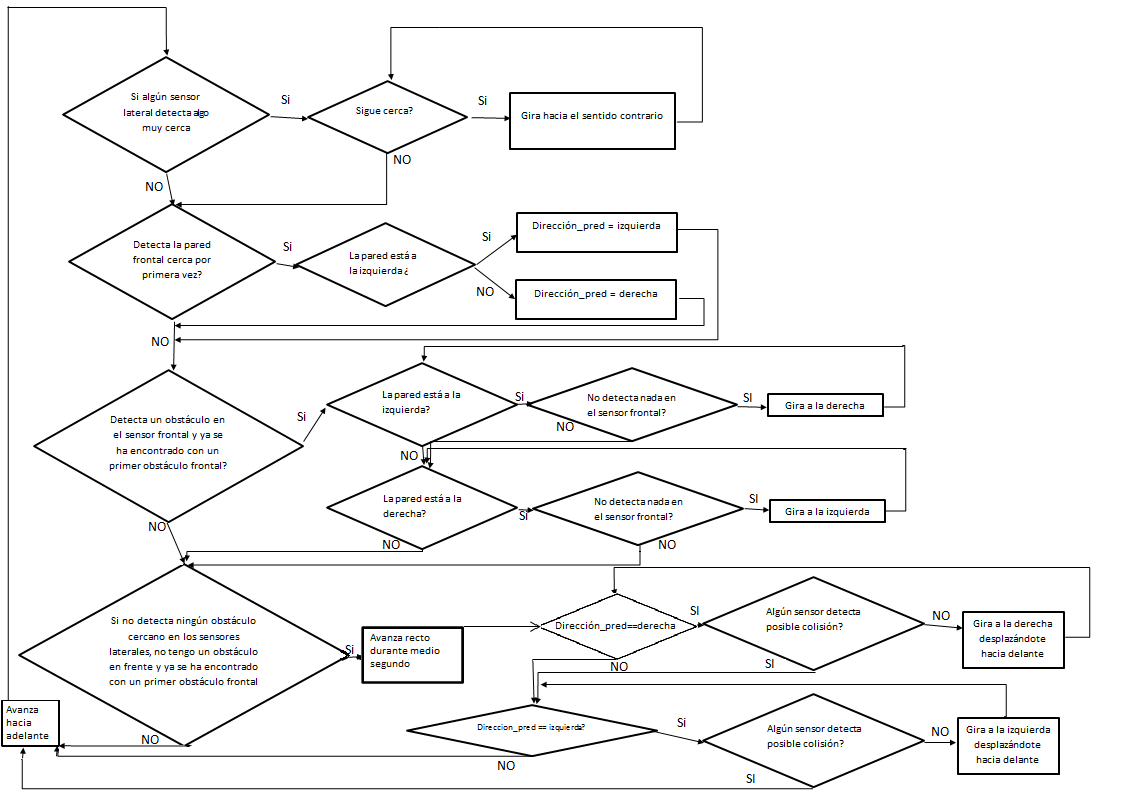 Si algún sensor
lateral detecta algo
muy cerca
Si
Sigue cerca?
Si
Gira hacia el sentido contrario
NO
NO
Detecta la pared
frontal cerca por
primera vez?
Si
La pared está a
la izquierda¿
Si
Dirección_pred = izquierda
NO
Dirección_pred = derecha
NO
Detecta un obstáculo en
el sensor frontal y ya se
ha encontrado con un
primer obstáculo frontal?
Si
La pared está a la
izquierda?
Si
No detecta nada en
el sensor frontal?
SI
Gira a la derecha
NO
NO
La pared está a la
derecha?
SI
No detecta nada en
el sensor frontal?
SI
Gira a la izquierda
NO
NO
NO
Si no detecta ningún obstáculo
cercano en los sensores
laterales, no tengo un obstáculo
en frente y ya se ha encontrado
con un primer obstáculo frontal
Si
Avanza recto
durante medio
segundo
Dirección_pred==derecha
SI
Algún sensor detecta
posible colisión?
NO
Gira a la derecha
desplazándote
hacia delante
NO
SI
Direccion_pred == izquierda?
Si
Algún sensor detecta
posible colisión?
NO
Gira a la izquierda
desplazándote
hacia delante
NO
SI
NO
Avanza
hacia
adelante